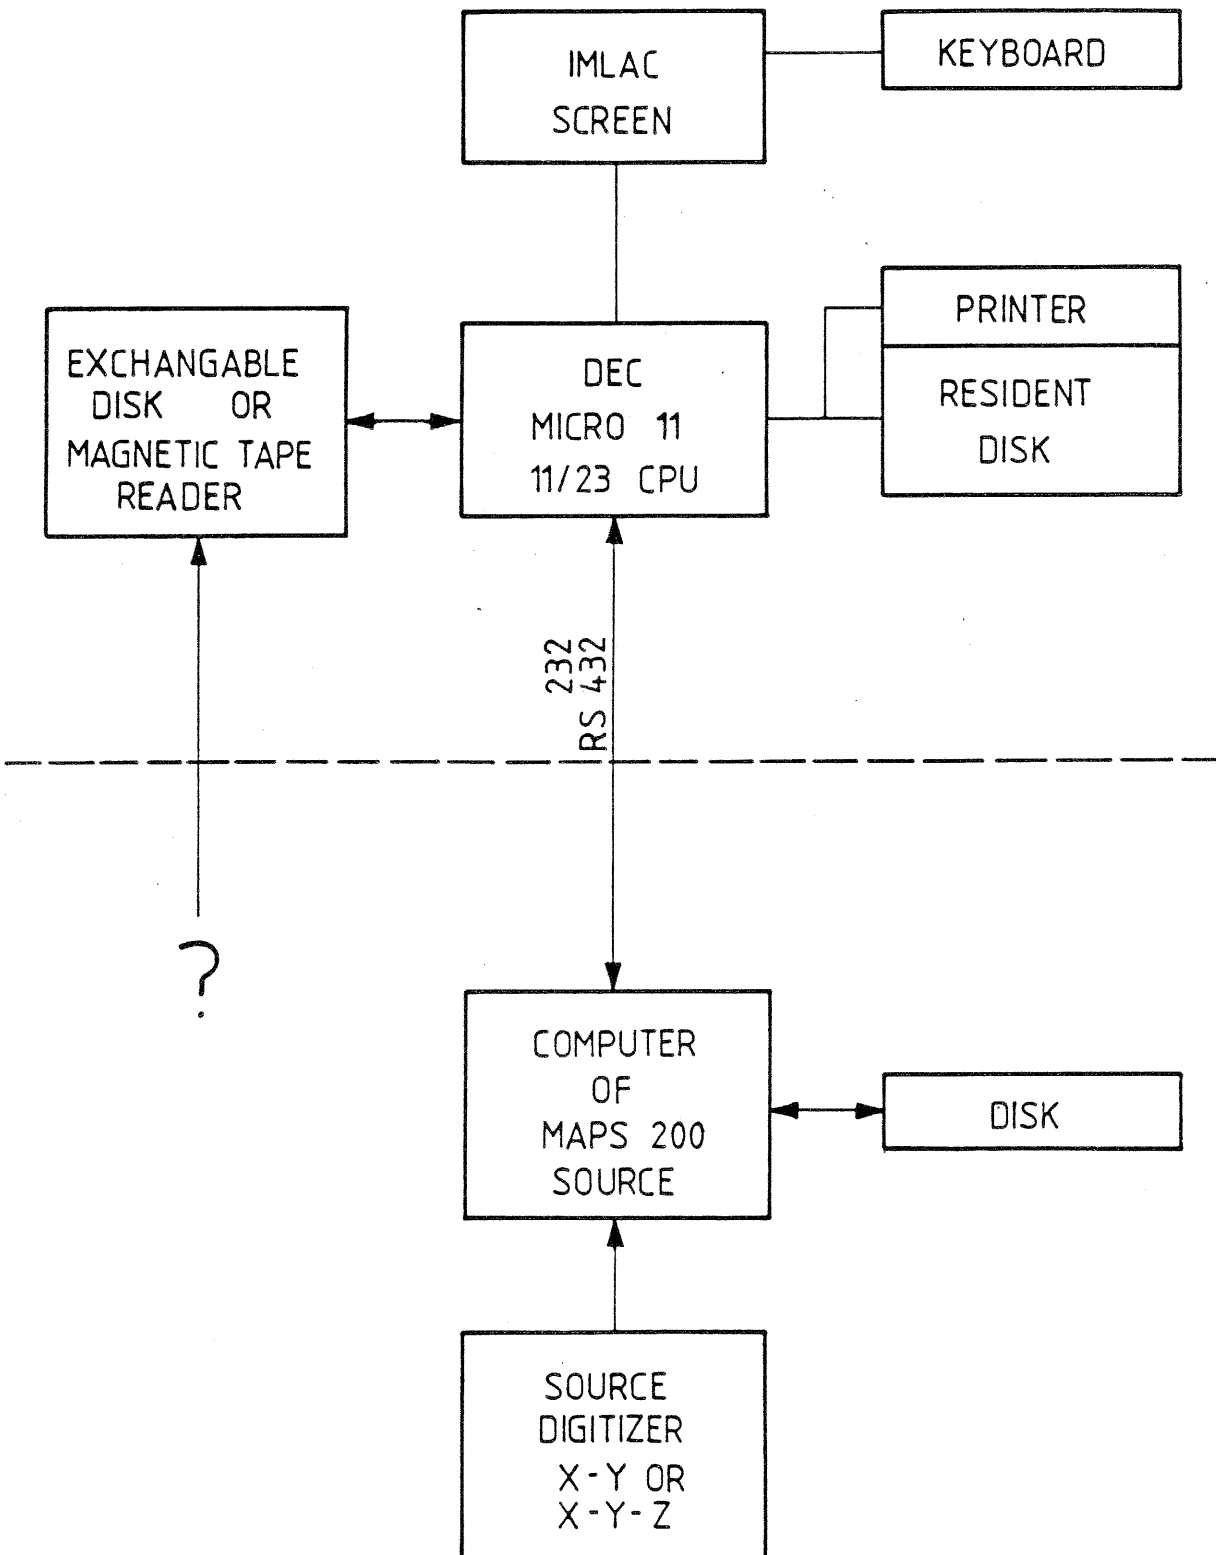 IMLAC
SCREEN
KEYBOARD
PRINTER
RESIDENT
DISK
EXCHANGABLE
DISK OR
MAGNETIC TAPE
READER
DEC
MICRO 11
11/23 CPU
232
RS 432
?
COMPUTER
OF
MAPS 200
SOURCE
DISK
SOURCE
DIGITIZER
X-Y OR
X-Y-Z